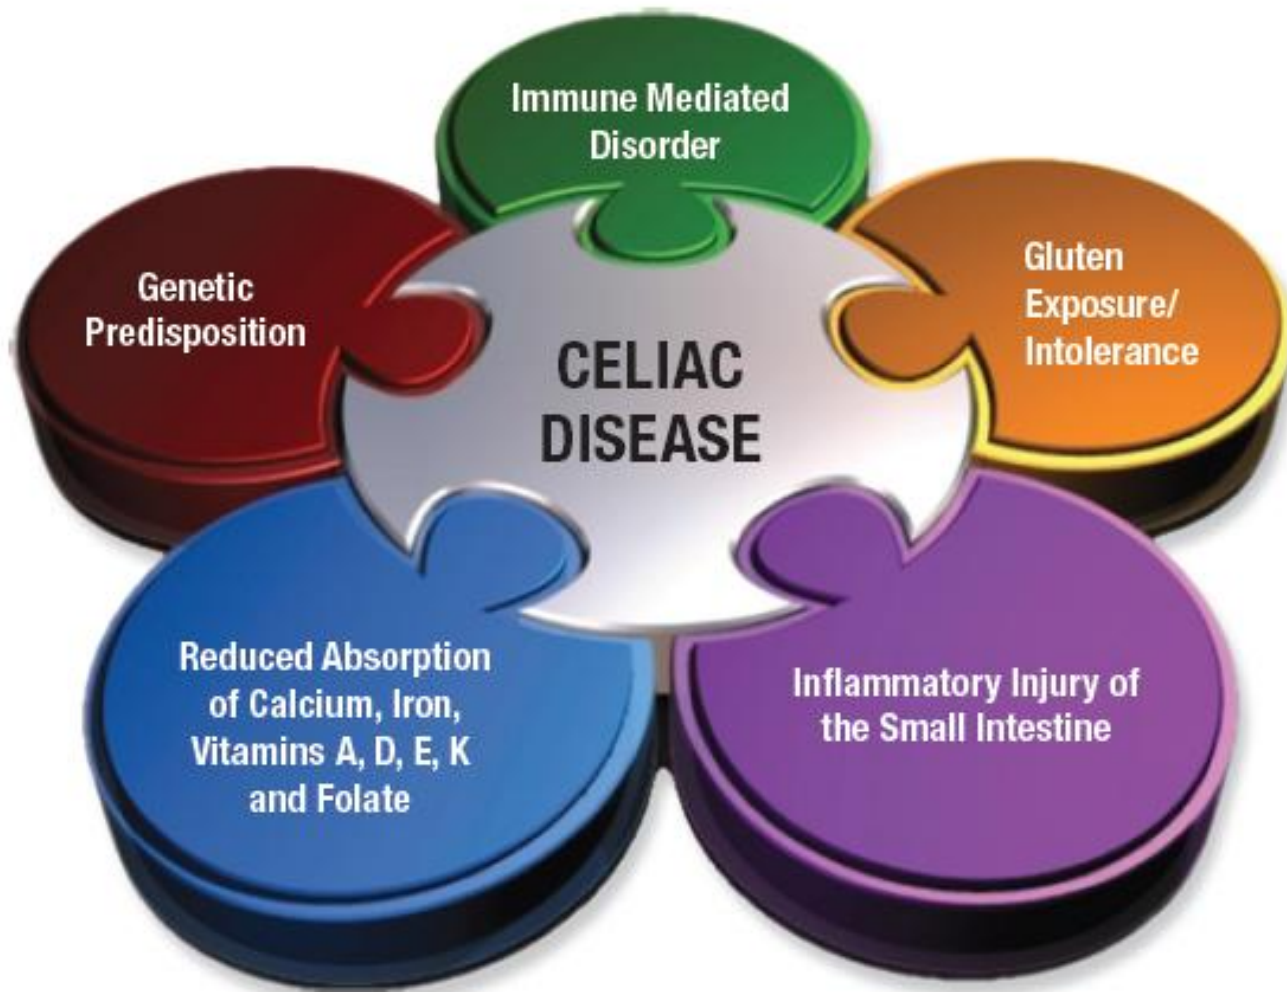 Immune Mediated
Disorder
Genetic
Predisposition
Gluten
Exposure/
Intolerance
CELIAC
DISEASE
Reduced Absorption
of Calcium, Iron,
Vitamins A, D, E, K
and Folate
Inflammatory Injury of
the Small Intestine